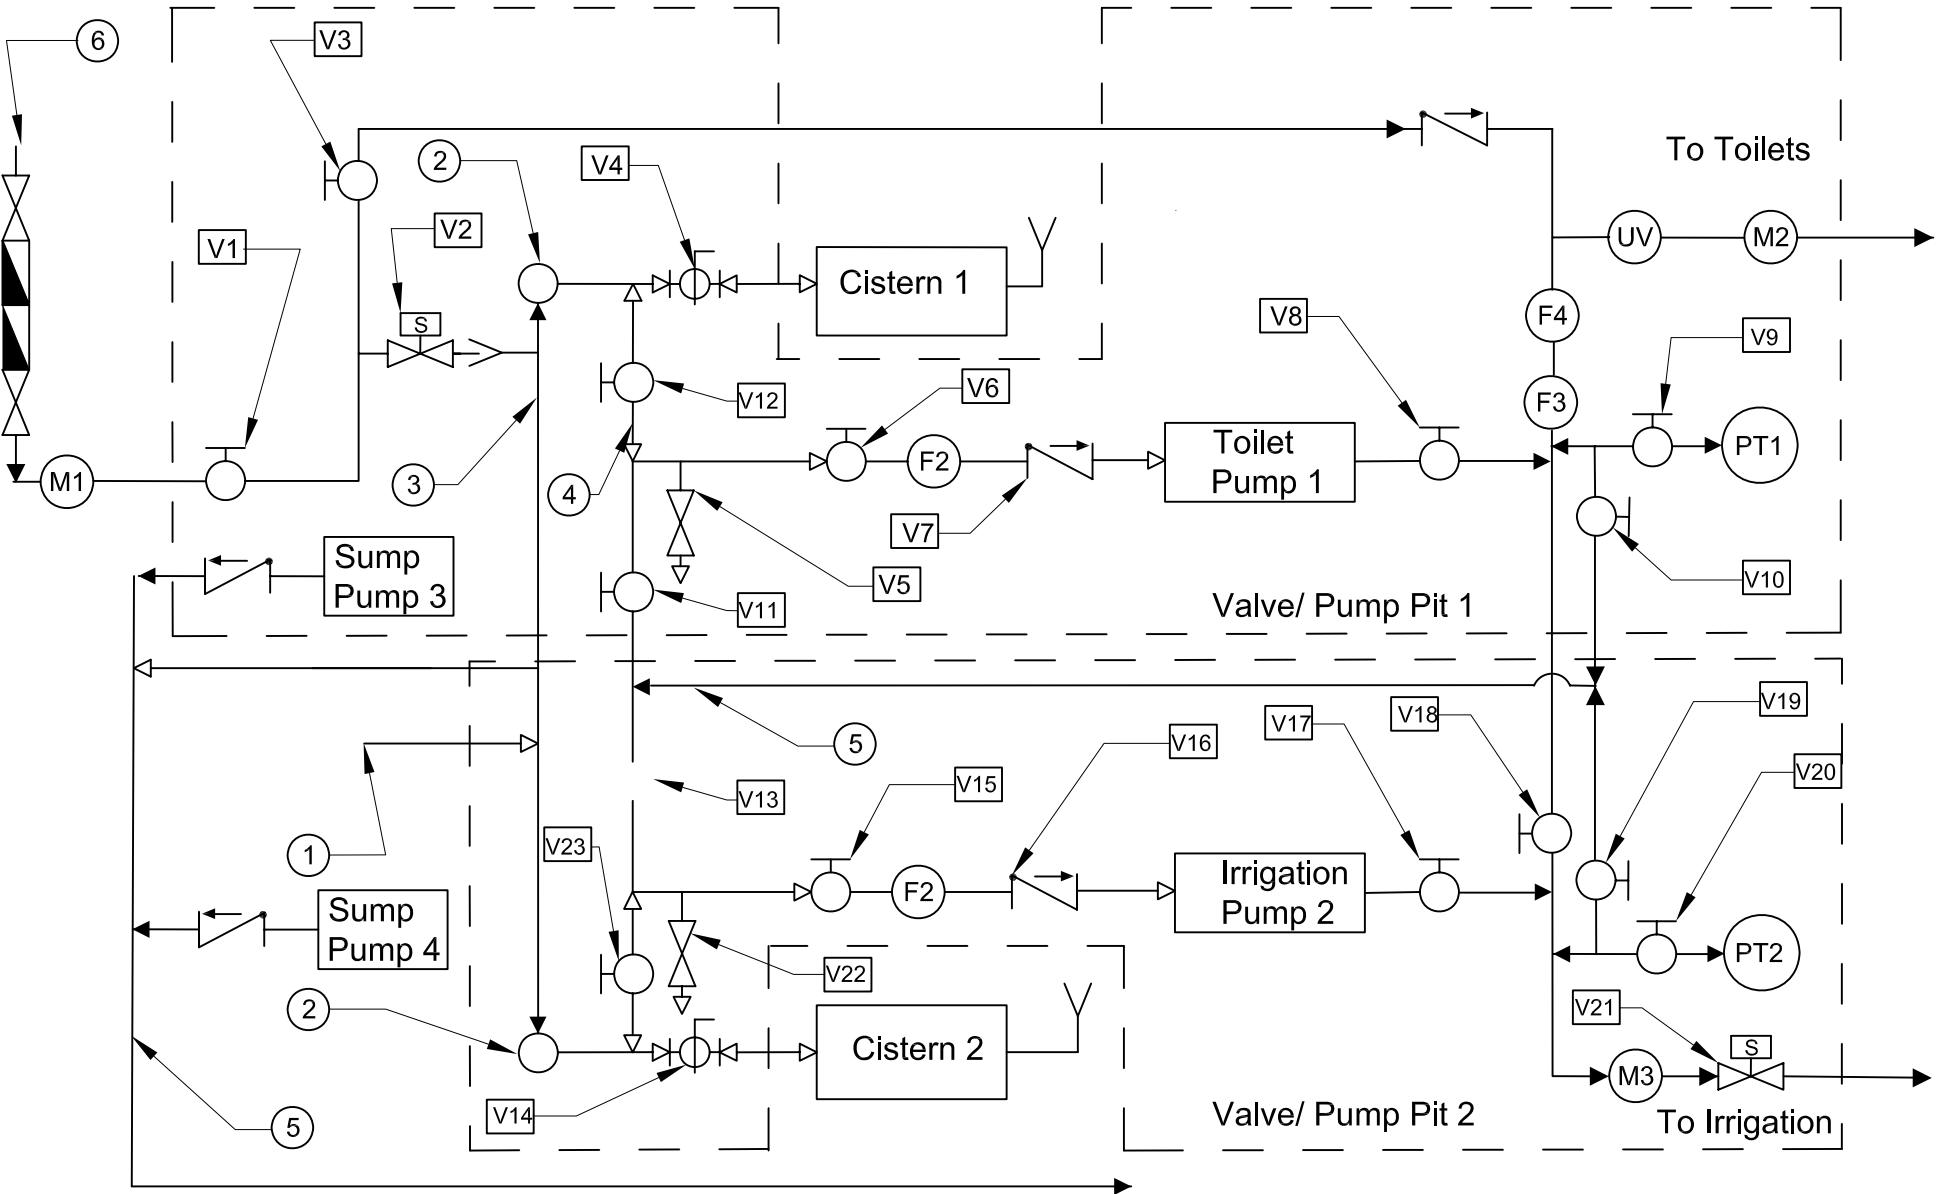 6
V3
2
V4
To Toilets
V1
V2
UV
M2
S
Cistern 1
V8
F4
V9
V12
V6
F3
Toilet
Pump 1
PT1
M1
3
4
F2
V7
Sump
Pump 3
V5
V10
V11
Valve/ Pump Pit 1
V19
V17
V18
5
V16
V20
V13
V15
1
V23
F2
Irrigation
Pump 2
Sump
Pump 4
PT2
V22
2
V21
Cistern 2
S
M3
5
V14
Valve/ Pump Pit 2
To Irrigation